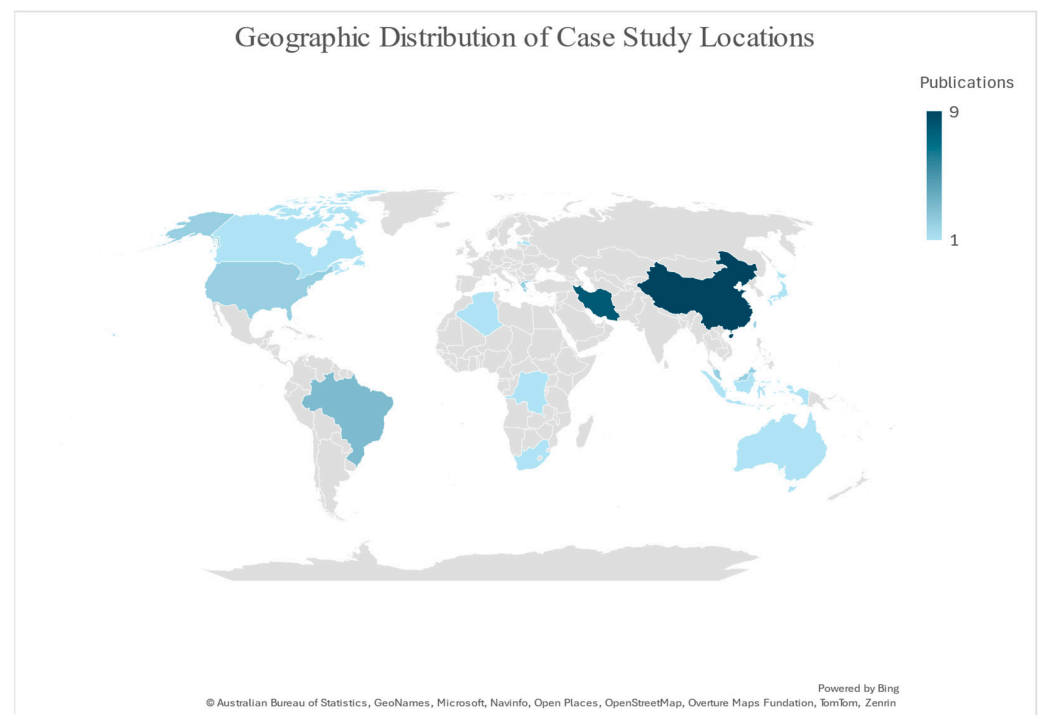 Geographic Distribution of Case Study Locations
Publications
9
1
Powered by Bing
© Australian Bureau of Statistics, GeoNames, Microsoft, Navinfo, Open Places, OpenStreetMap, Overture Maps Fundation, TomTom, Zenrin